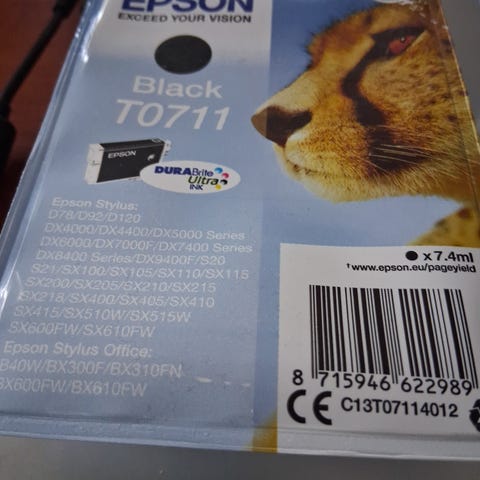 EPSON
EXCEED YOUR VISION
Black
T0711
EPSON
DURABrite
Ultra
INK
Epson Stylus:
D78/D92/D120
DX4000/DX4400/DX5000 Series
DX6000/DX7000F/DX7400 Series
DX8400 Series/DX9400F/S20
S21/SX100/SX105/SX110/SX115
SX200/SX205/SX210/SX215
SX218/SX400/SX405/SX410
SX415/SX510W/SX515W
SX600FW/SX610FW
Epson Stylus Office:
B40W/BX300F/BX310FN
BX600FW/BX610FW
x7.4ml
†www.epson.eu/pageyield
8 715946 622989
CE C13T07114012